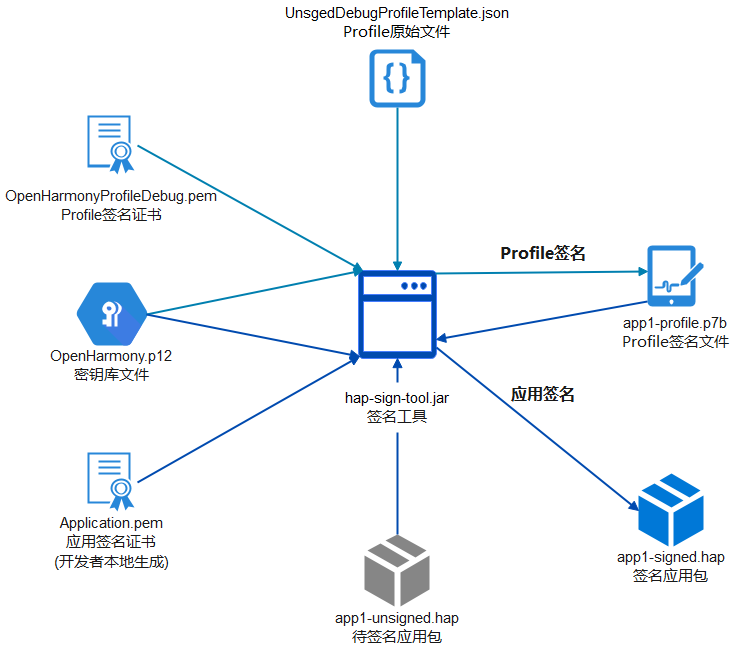 UnsgedDebugProfileTemplate.json
Profile原始文件
OpenHarmonyProfileDebug.pem
Profile签名证书
Profile签名
app1-profile.p7b
Profile签名文件
OpenHarmony.p12
密钥库文件
hap-sign-tool.jar
签名工具
应用签名
Application.pem
应用签名证书
(开发者本地生成)
app1-signed.hap
签名应用包
app1-unsigned.hap
待签名应用包